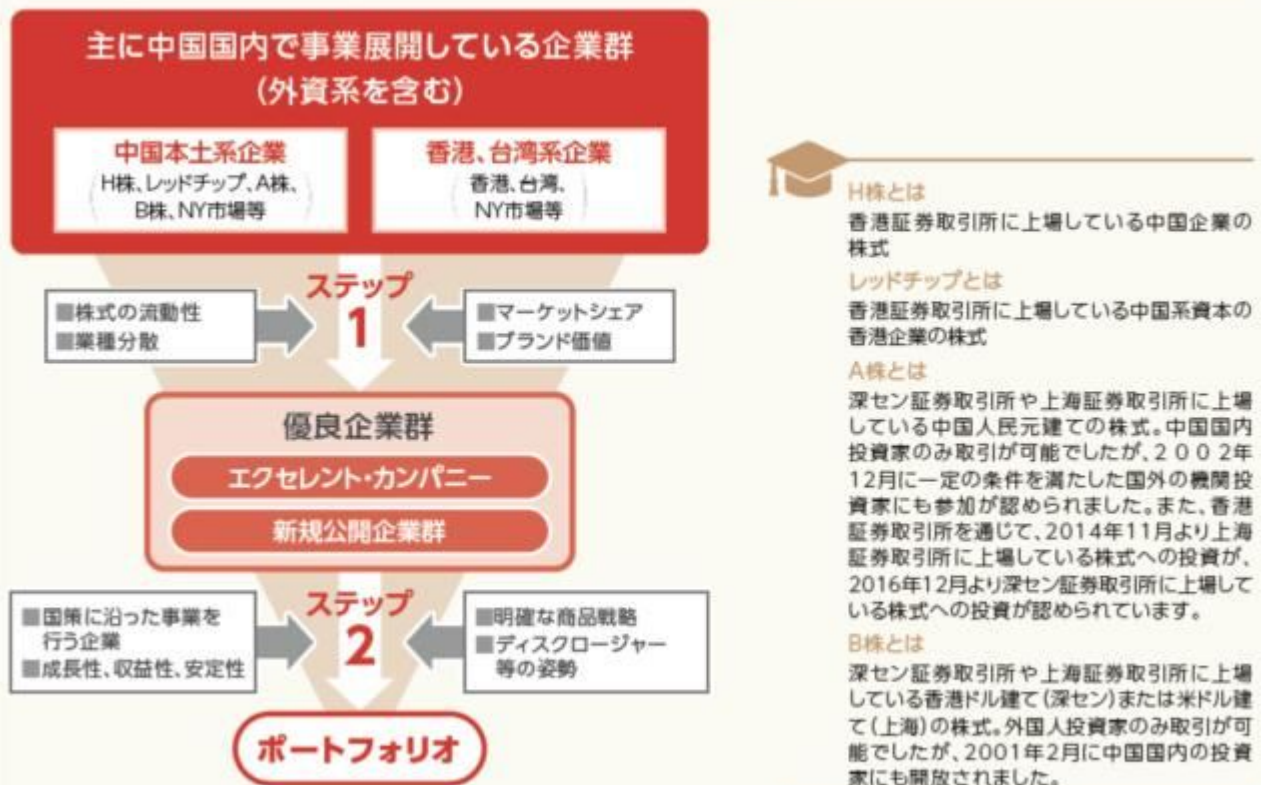 主に中国国内で事業展開している企業群
(外資系を含む)
中国本土系企業
H株、レッドチップ、A株、
B株、NY市場等
香港、台湾系企業
香港、台湾、
NY市場等
ステップ
1
■株式の流動性
■業種分散
■マーケットシェア
■ブランド価値
優良企業群
エクセレント・カンパニー
新規公開企業群
ステップ
2
■国策に沿った事業を
行う企業
■成長性、収益性、安定性
■明確な商品戦略
■ディスクロージャー
等の姿勢
ポートフォリオ
H株とは
香港証券取引所に上場している中国企業の
株式
レッドチップとは
香港証券取引所に上場している中国系資本の
香港企業の株式
A株とは
深セン証券取引所や上海証券取引所に上場
している中国人民元建ての株式。中国国内
投資家のみ取引が可能でしたが、2002年
12月に一定の条件を満たした国外の機関投
資家にも参加が認められました。また、香港
証券取引所を通じて、2014年11月より上海
証券取引所に上場している株式への投資が、
2016年12月より深セン証券取引所に上場して
いる株式への投資が認められています。
B株とは
深セン証券取引所や上海証券取引所に上場
している香港ドル建て(深セン)または米ドル建
て(上海)の株式。外国人投資家のみ取引が可
能でしたが、2001年2月に中国国内の投資
家にも開放されました。